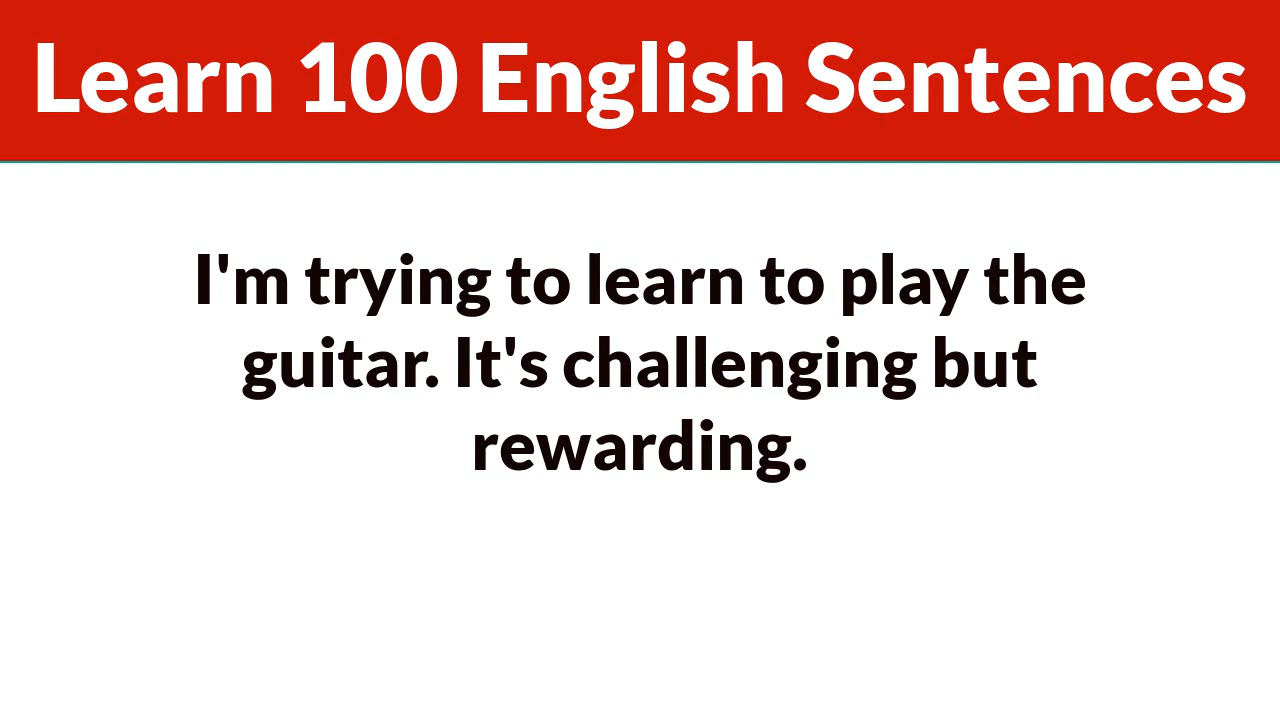 Learn 100 English Sentences
I'm trying to learn to play the
guitar. It's challenging but
rewarding.